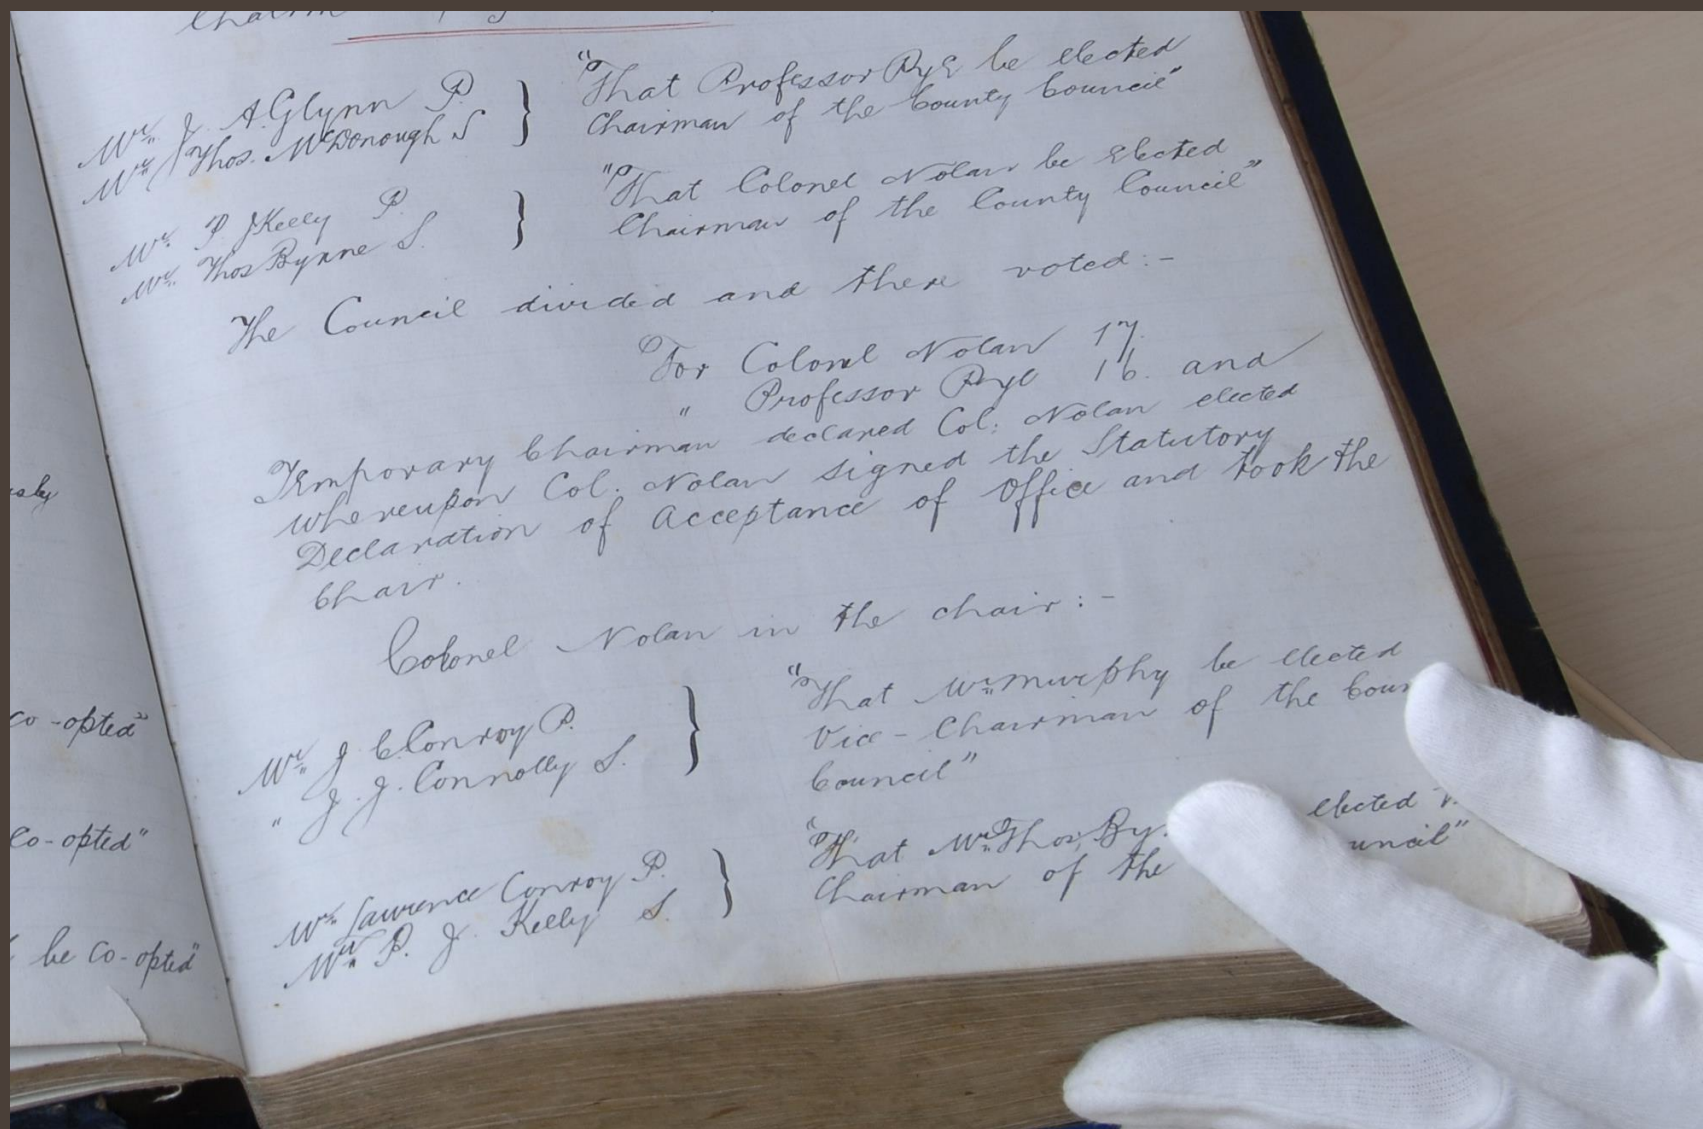 asby
co-opted"
co-opted"
be co-opted"
Mr. J. A. Glynn P. } "That Professor Rye be elected
Mr. Thos. McDonough S Chairman of the County Council"
Mr. P. J Kelly P. } "That Colonel Nolan be Elected
Mr. Thos Byrne S. Chairman of the County Council"
The Council divided and there voted:-
For Colonel Nolan 17.
" Professor Rye 16. and
Temporary Chairman declared Col: Nolan elected
whereupon Col: Nolan signed the Statutory
Declaration of Acceptance of Office and took the
Chair.
Colonel Nolan in the chair:-
Mr. J C Conroy P. } "That Mr. Murphy be elected
" J. J. Connolly S. Vice-Chairman of the Coun
Council"
Mr. Lawrence Conroy P. } "That Mr. Thos. By elected
Mr. P. J. Kelly S. Chairman of the uncil"